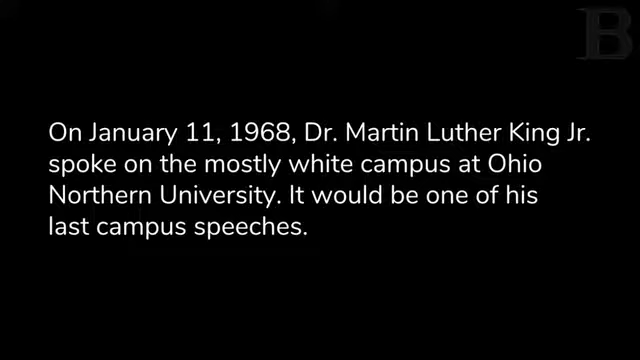 B
On January 11, 1968, Dr. Martin Luther King Jr.
spoke on the mostly white campus at Ohio
Northern University. It would be one of his
last campus speeches.